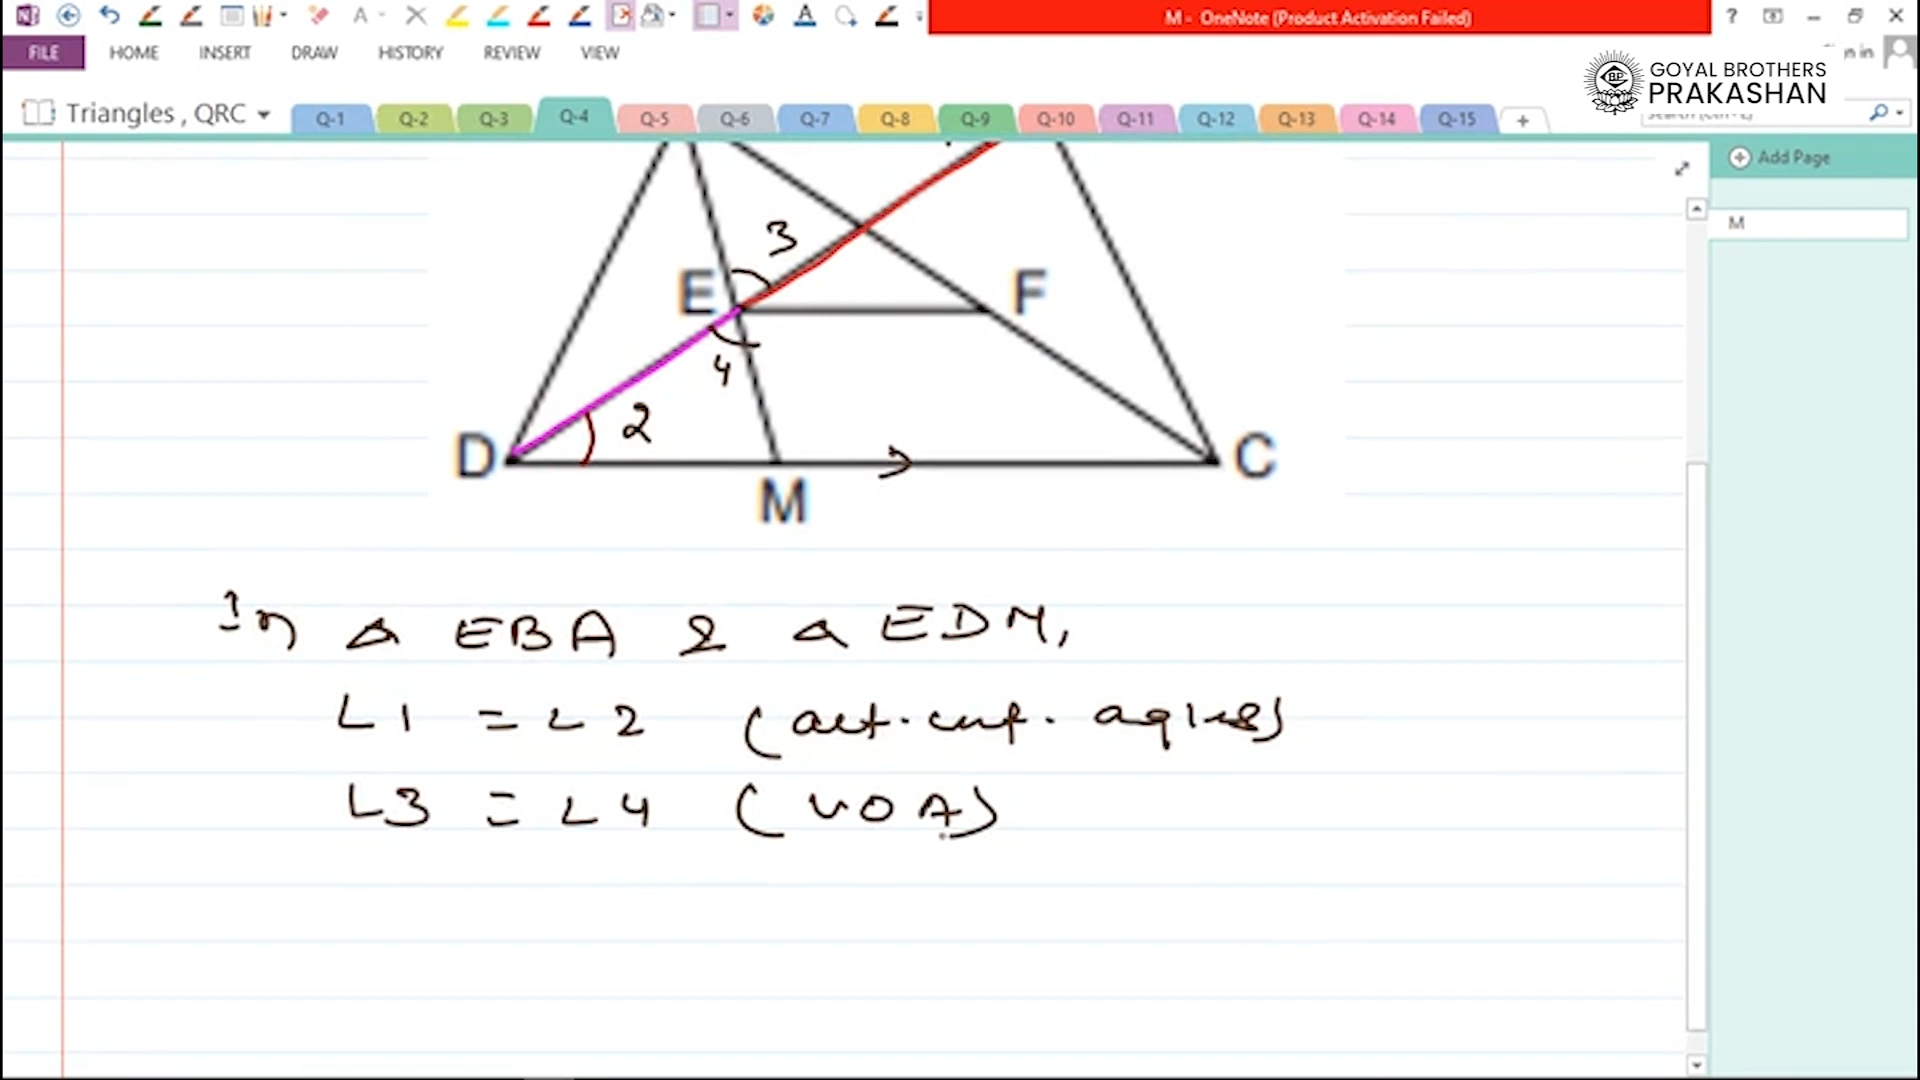 M - OneNote (Product Activation Failed)
FILE HOME INSERT DRAW HISTORY REVIEW VIEW
GOYAL BROTHERS
PRAKASHAN
Triangles , QRC
Q-1 Q-2 Q-3 Q-4 Q-5 Q-6 Q-7 Q-8 Q-9 Q-10 Q-11 Q-12 Q-13 Q-14 Q-15 +
Add Page
M
3
E F
4
2
D C
M
In △ EBA & △ EDM,
∠1 = ∠2 (alt. int. angles)
∠3 = ∠4 (VOA)